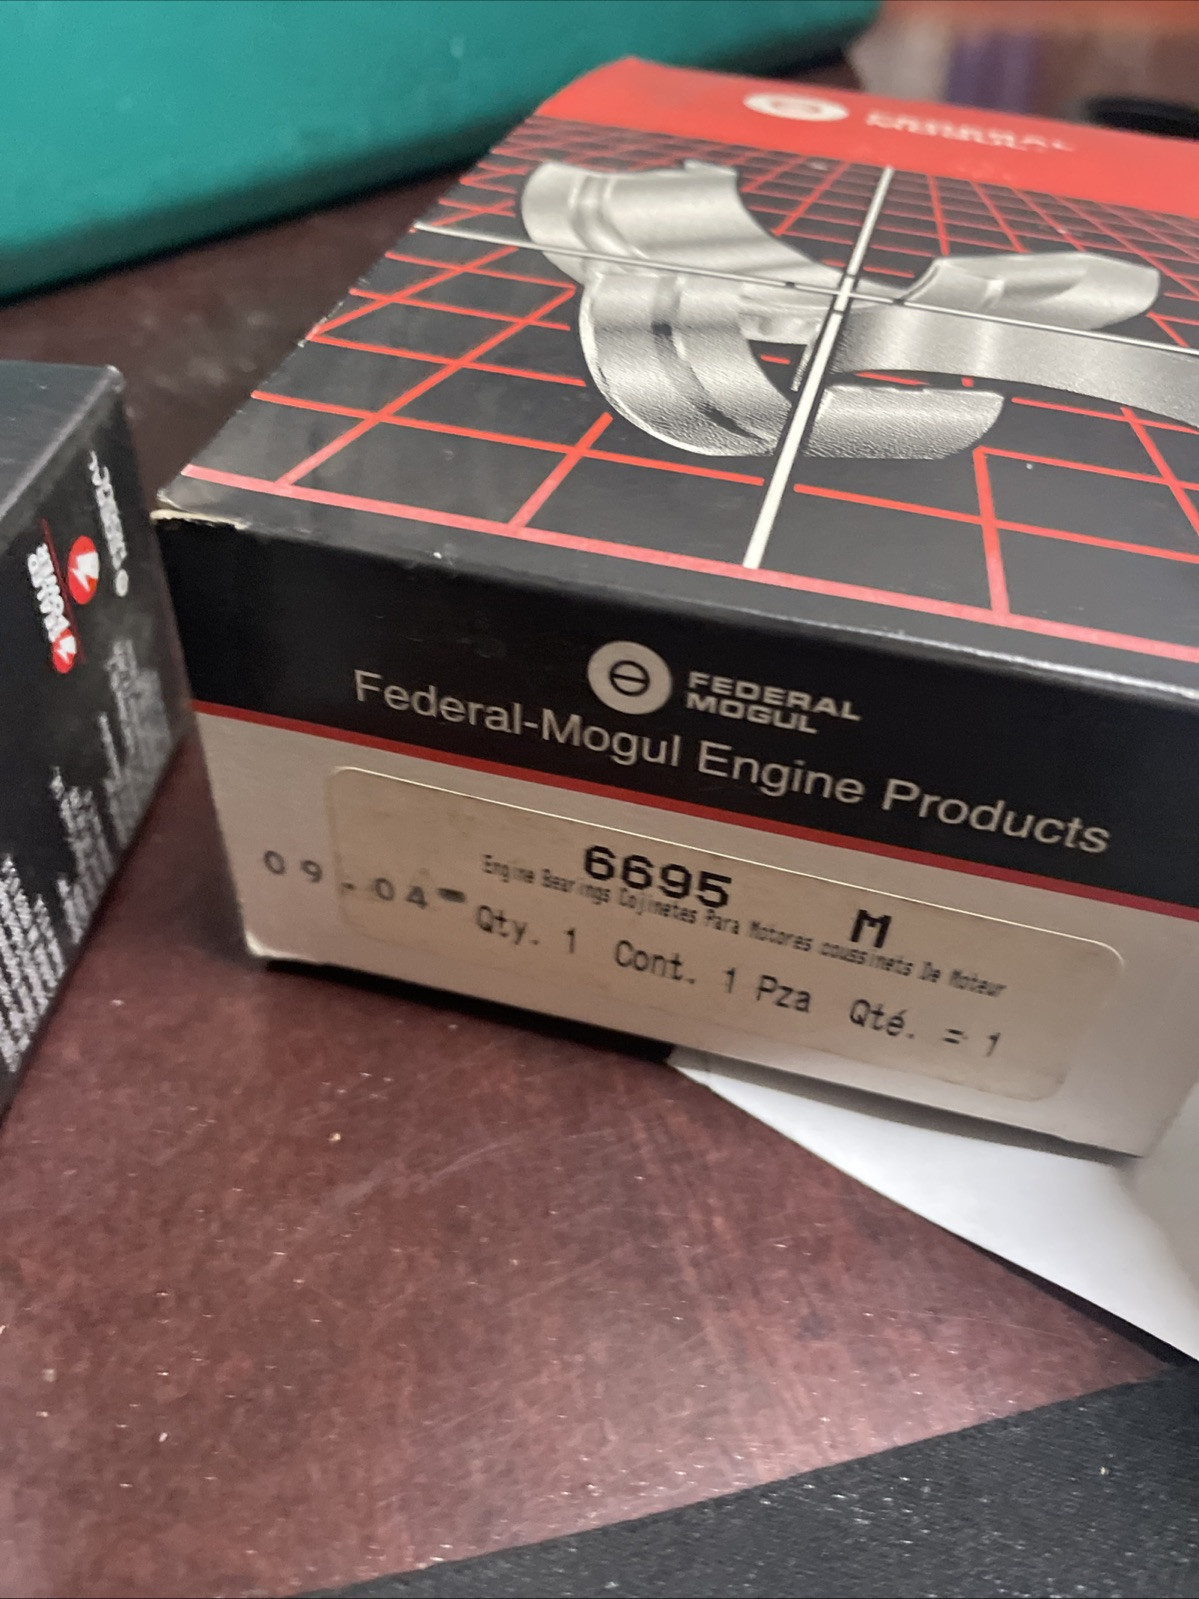 FEDERAL
MOGUL
FEDERAL
MOGUL
Federal-Mogul Engine Products
6695 M
Engine Bearings Cojinetes Para Motores coussinets De Moteur
09-04- Qty. 1 Cont. 1 Pza Qté. = 1